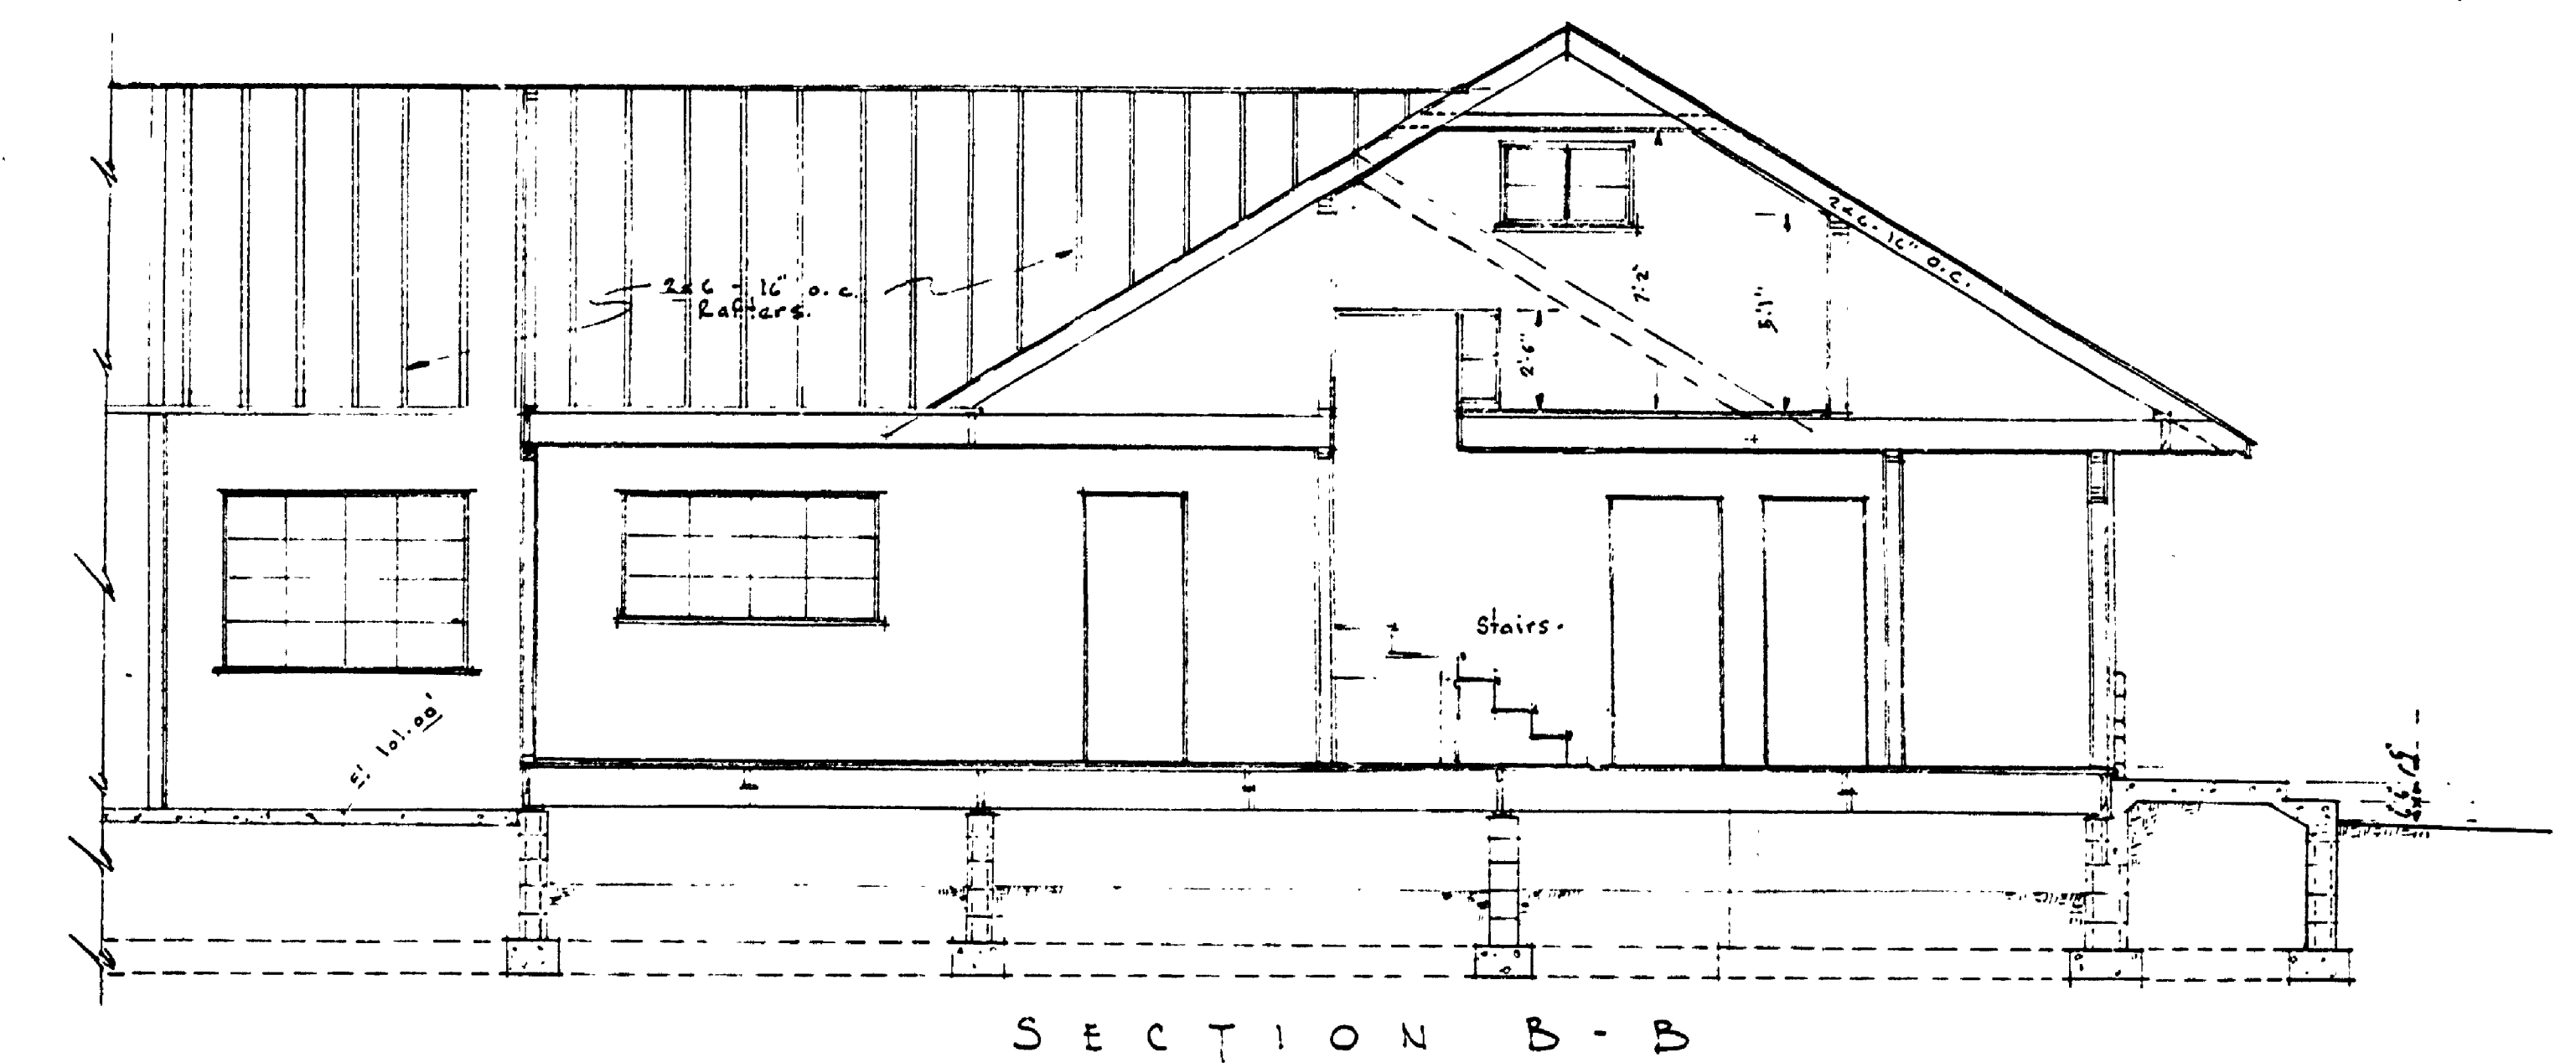 2x6 - 16" o.c.
Rafters.
2x6 - 16" o.c.
7'-2"
5'-1"
2'-6"
Stairs.
El 101.00'
SECTION B-B